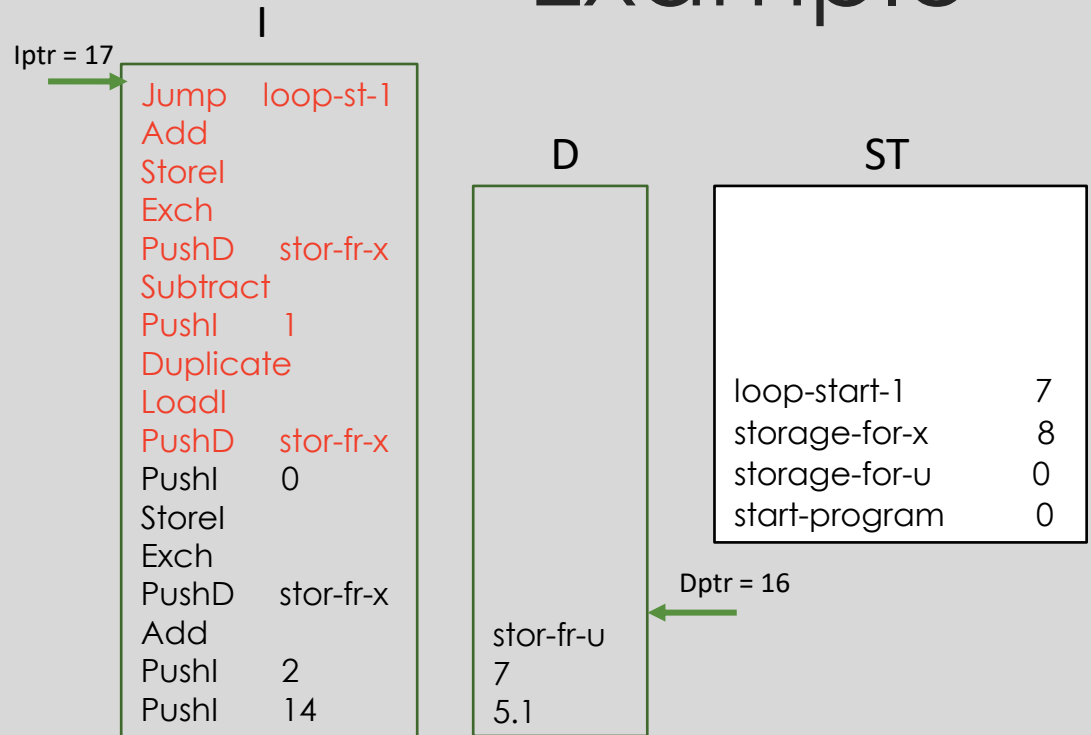 Example
I
Iptr = 17
Jump loop-st-1
Add
StoreI
Exch
PushD stor-fr-x
Subtract
PushI 1
Duplicate
LoadI
PushD stor-fr-x
PushI 0
StoreI
Exch
PushD stor-fr-x
Add
PushI 2
PushI 14
D
stor-fr-u
7
5.1
Dptr = 16
ST
loop-start-1 7
storage-for-x 8
storage-for-u 0
start-program 0